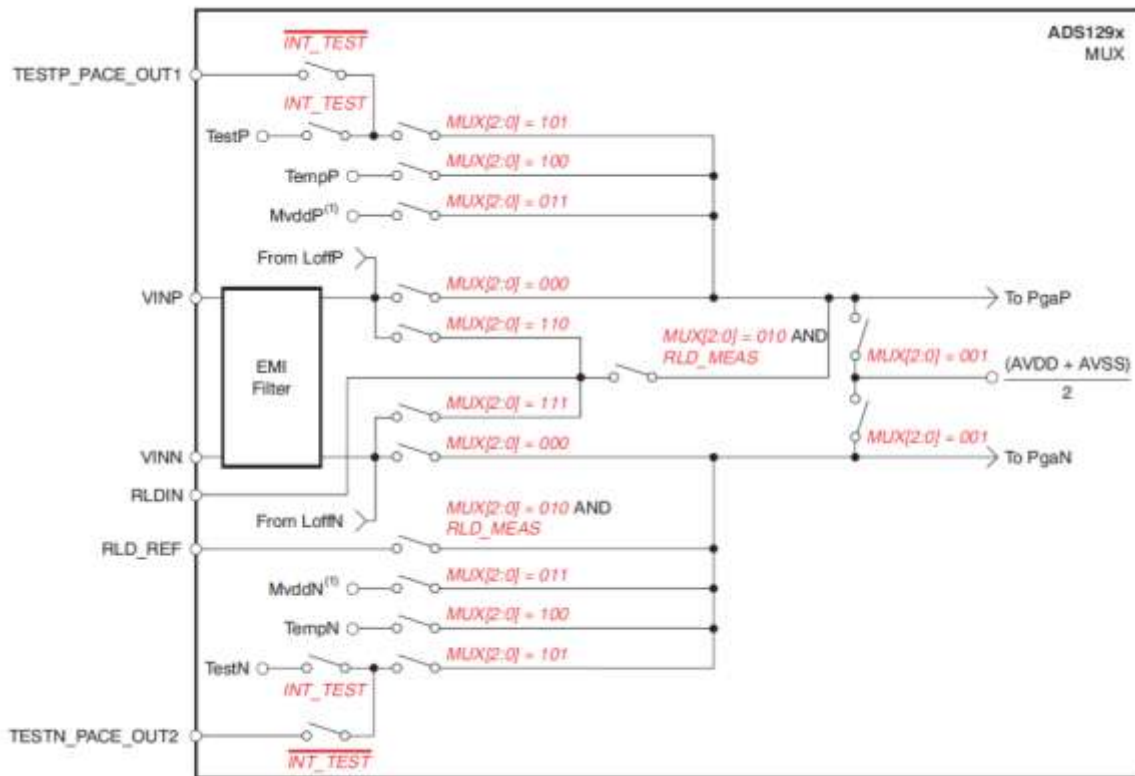 ADS129x
MUX
INT_TEST
TESTP_PACE_OUT1
INT_TEST
TestP
MUX[2:0] = 101
TempP
MUX[2:0] = 100
MvddP(1)
MUX[2:0] = 011
From LoffP
VINP
MUX[2:0] = 000
To PgaP
MUX[2:0] = 110
MUX[2:0] = 010 AND
RLD_MEAS
EMI
Filter
MUX[2:0] = 001
(AVDD + AVSS)
2
MUX[2:0] = 111
MUX[2:0] = 001
VINN
MUX[2:0] = 000
To PgaN
RLDIN
From LoffN
MUX[2:0] = 010 AND
RLD_MEAS
RLD_REF
MvddN(1)
MUX[2:0] = 011
TempN
MUX[2:0] = 100
TestN
MUX[2:0] = 101
INT_TEST
TESTN_PACE_OUT2
INT_TEST